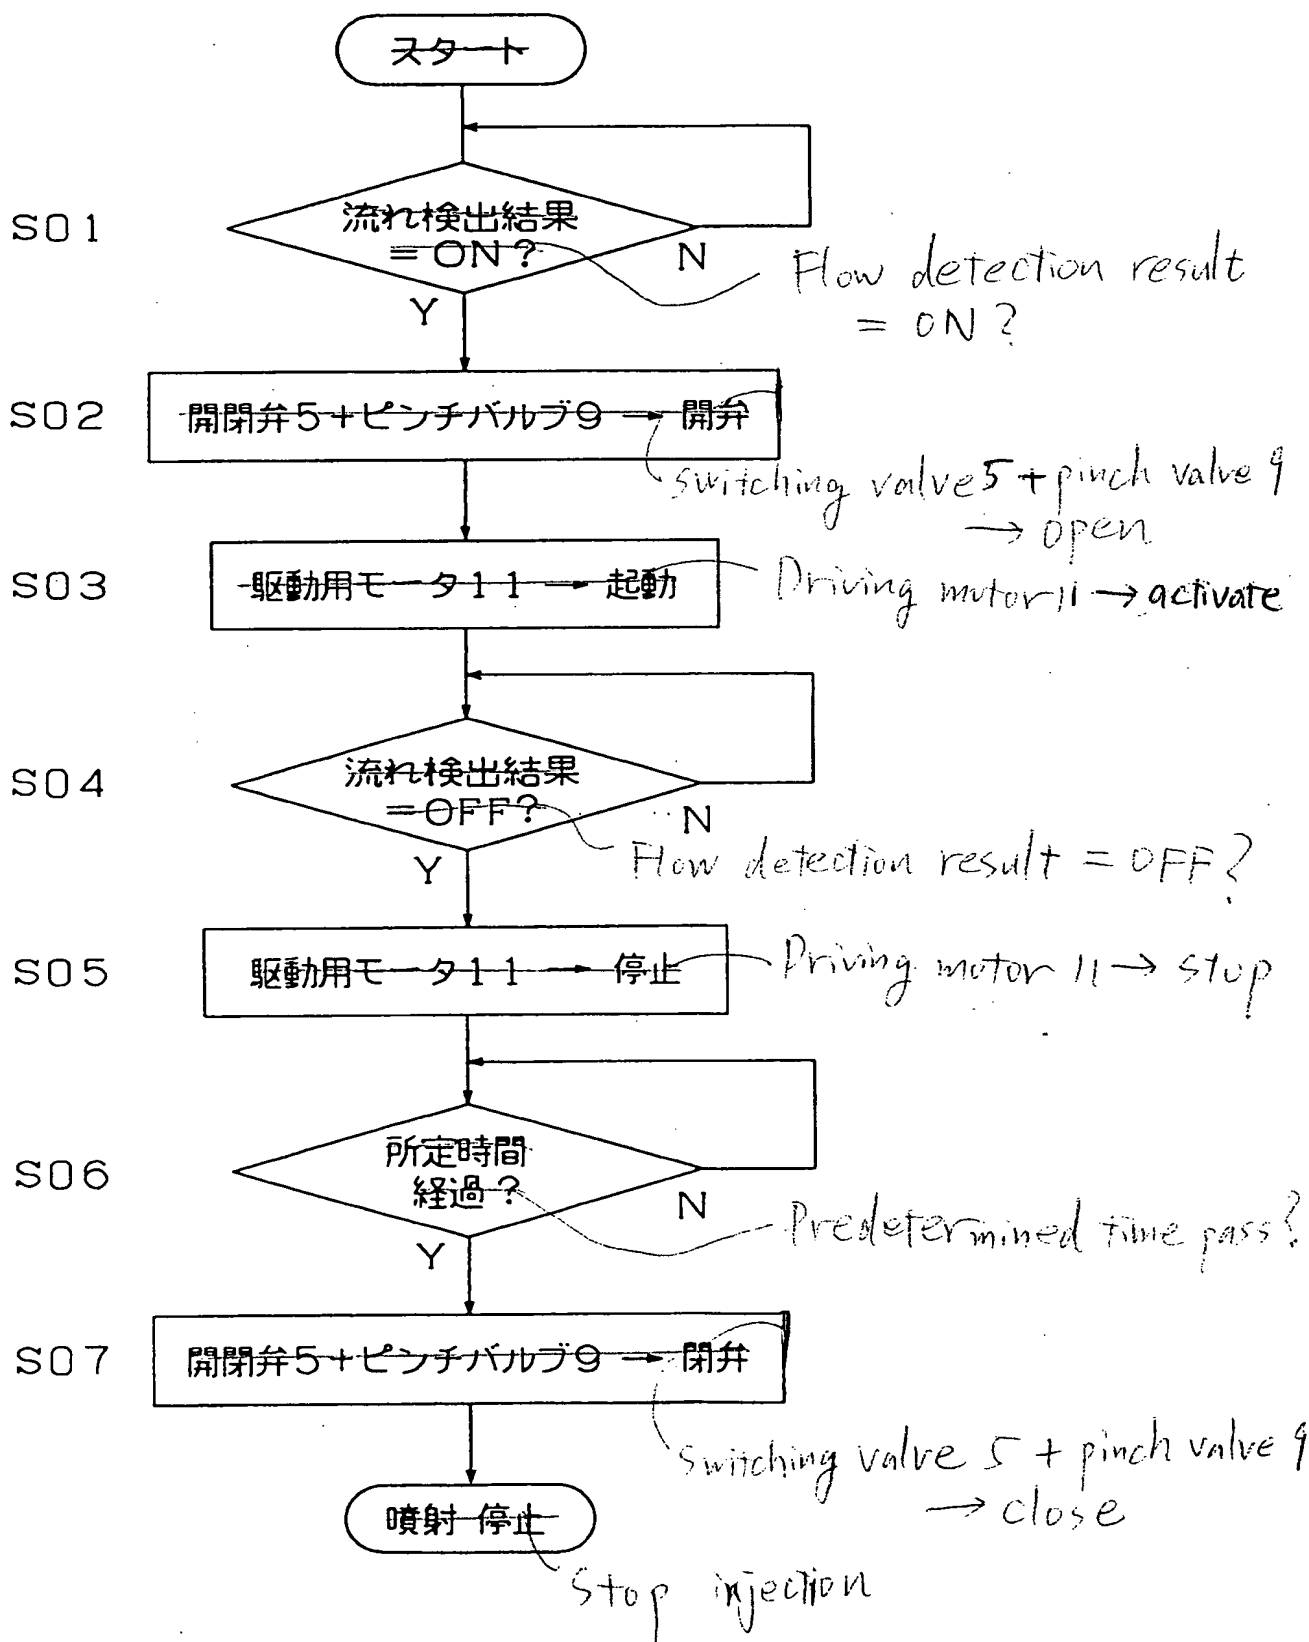 スタート
S01
流れ検出結果
=ON?
N
Y
Flow detection result
= ON?
S02
開閉弁5+ピンチバルブ9 → 開弁
switching valve 5 + pinch valve 9
→ open
S03
駆動用モータ11 → 起動
Driving motor 11 → activate
S04
流れ検出結果
=OFF?
N
Y
Flow detection result = OFF?
S05
駆動用モータ11 → 停止
Driving motor 11 → stop
S06
所定時間
経過?
N
Y
Predetermined time pass?
S07
開閉弁5+ピンチバルブ9 → 閉弁
Switching valve 5 + pinch valve 9
→ close
噴射 停止
Stop injection